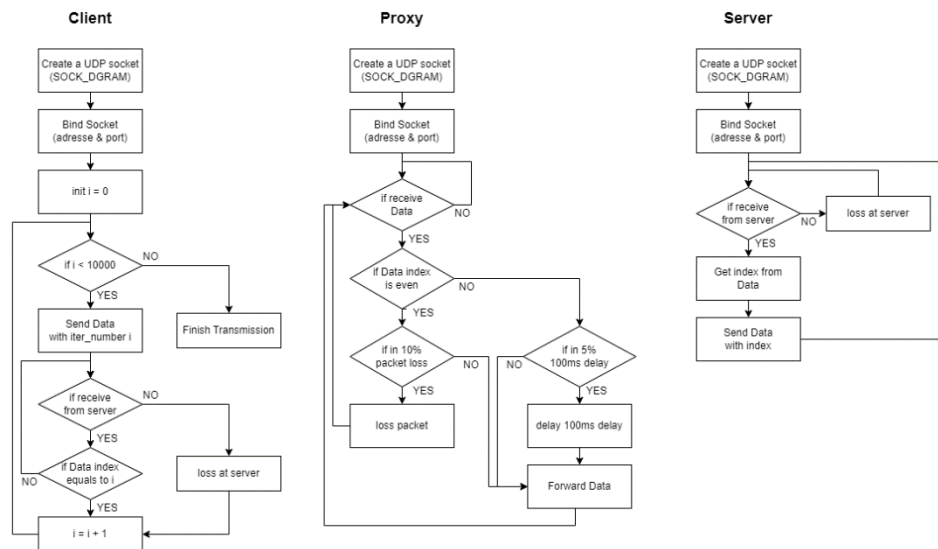 Client
Create a UDP socket
(SOCK_DGRAM)
Bind Socket
(adresse & port)
init i = 0
if i < 10000
NO
YES
Send Data
with iter_number i
Finish Transmission
if receive
from server
NO
YES
if Data index
equals to i
NO
YES
loss at server
i = i + 1
Proxy
Create a UDP socket
(SOCK_DGRAM)
Bind Socket
(adresse & port)
if receive
Data
NO
YES
if Data index
is even
NO
YES
if in 10%
packet loss
NO
YES
if in 5%
100ms delay
NO
YES
loss packet
delay 100ms delay
Forward Data
Server
Create a UDP socket
(SOCK_DGRAM)
Bind Socket
(adresse & port)
if receive
from server
NO
YES
loss at server
Get index from
Data
Send Data
with index